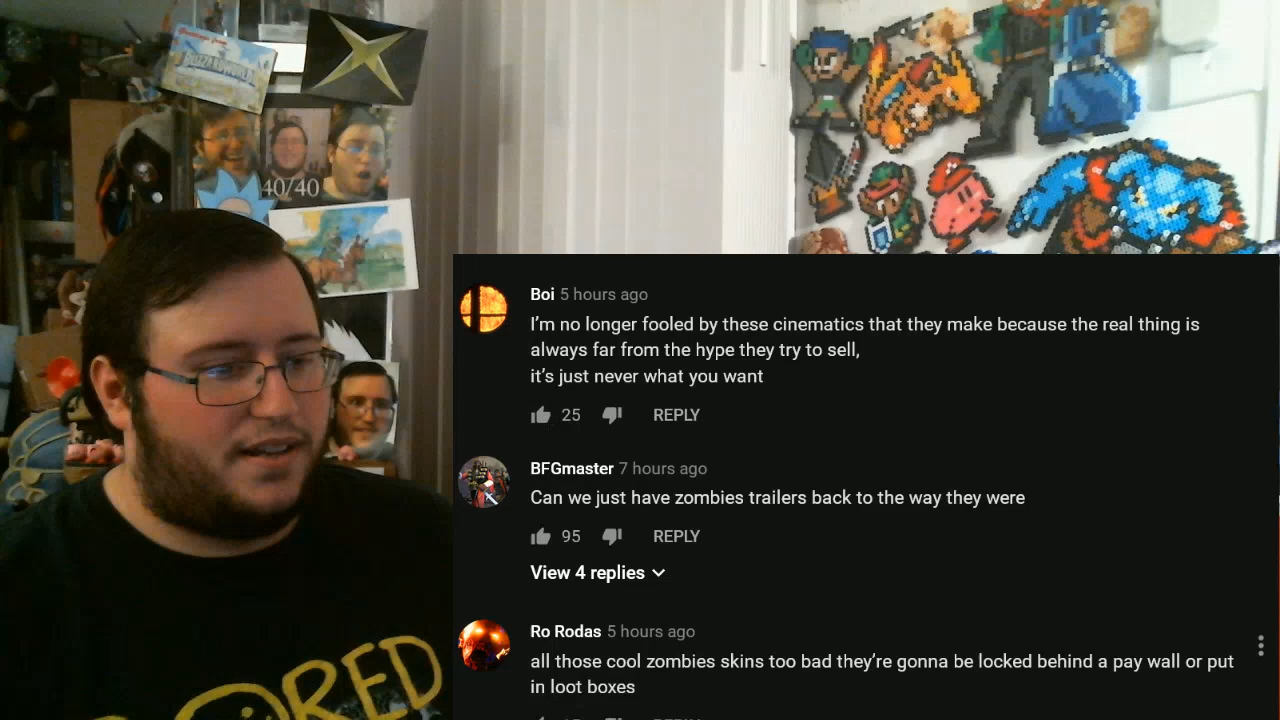 Greetings from
40/40
Boi 5 hours ago
I'm no longer fooled by these cinematics that they make because the real thing is
always far from the hype they try to sell,
it's just never what you want
25 REPLY
BFGmaster 7 hours ago
Can we just have zombies trailers back to the way they were
95 REPLY
View 4 replies
Ro Rodas 5 hours ago
all those cool zombies skins too bad they're gonna be locked behind a pay wall or put
in loot boxes
RED